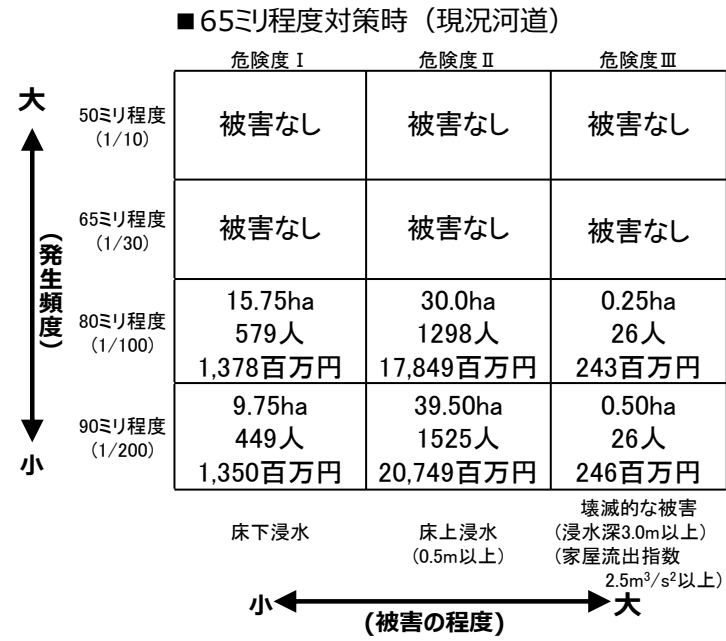 ■65ミリ程度対策時（現況河道）
危険度Ⅰ 危険度Ⅱ 危険度Ⅲ
大
50ミリ程度
(1/10)
被害なし 被害なし 被害なし
65ミリ程度
(1/30)
被害なし 被害なし 被害なし
(発生頻度)
80ミリ程度
(1/100)
15.75ha 30.0ha 0.25ha
579人 1298人 26人
1,378百万円 17,849百万円 243百万円
90ミリ程度
(1/200)
9.75ha 39.50ha 0.50ha
449人 1525人 26人
1,350百万円 20,749百万円 246百万円
小
床下浸水
床上浸水
(0.5m以上)
壊滅的な被害
(浸水深3.0m以上)
(家屋流出指数
2.5m³/s²以上)
小 大
(被害の程度)